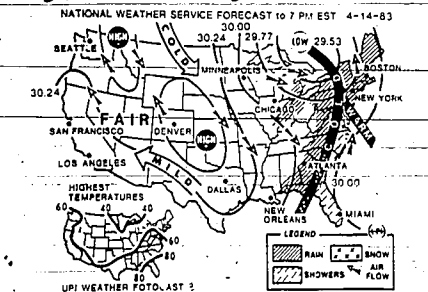 NATIONAL WEATHER SERVICE FORECAST to 7 PM EST 4-14-83
30.00
SEATTLE
HIGH
COLD
30.24
29.77
LOW
29.53
BOSTON
MINNEAPOLIS
NEW YORK
30.24
CHICAGO
FAIR
SAN FRANCISCO
DENVER
HIGH
LOS ANGELES
MILD
ATLANTA
DALLAS
30.00
HIGHEST
TEMPERATURES
NEW
ORLEANS
MIAMI
60
40
40
60
60
80
80
LEGEND
RAIN
SNOW
SHOWERS
AIR
FLOW
UPI WEATHER FOTOCAST